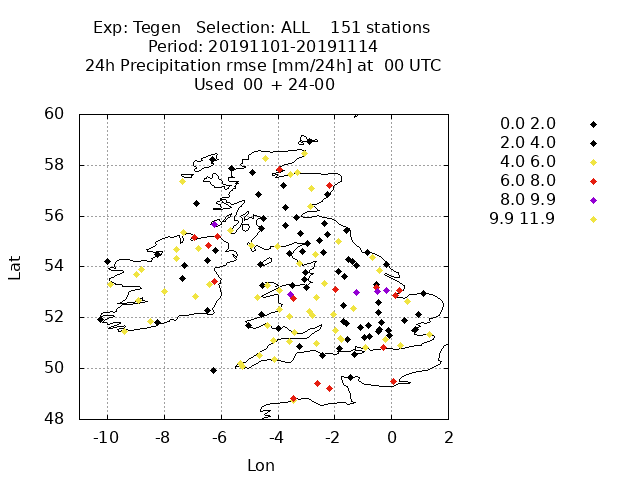 Exp: Tegen Selection: ALL 151 stations
Period: 20191101-20191114
24h Precipitation rmse [mm/24h] at 00 UTC
Used 00 + 24-00
0.0 2.0
2.0 4.0
4.0 6.0
6.0 8.0
8.0 9.9
9.9 11.9
60
58
56
54
52
50
48
Lat
-10 -8 -6 -4 -2 0 2
Lon